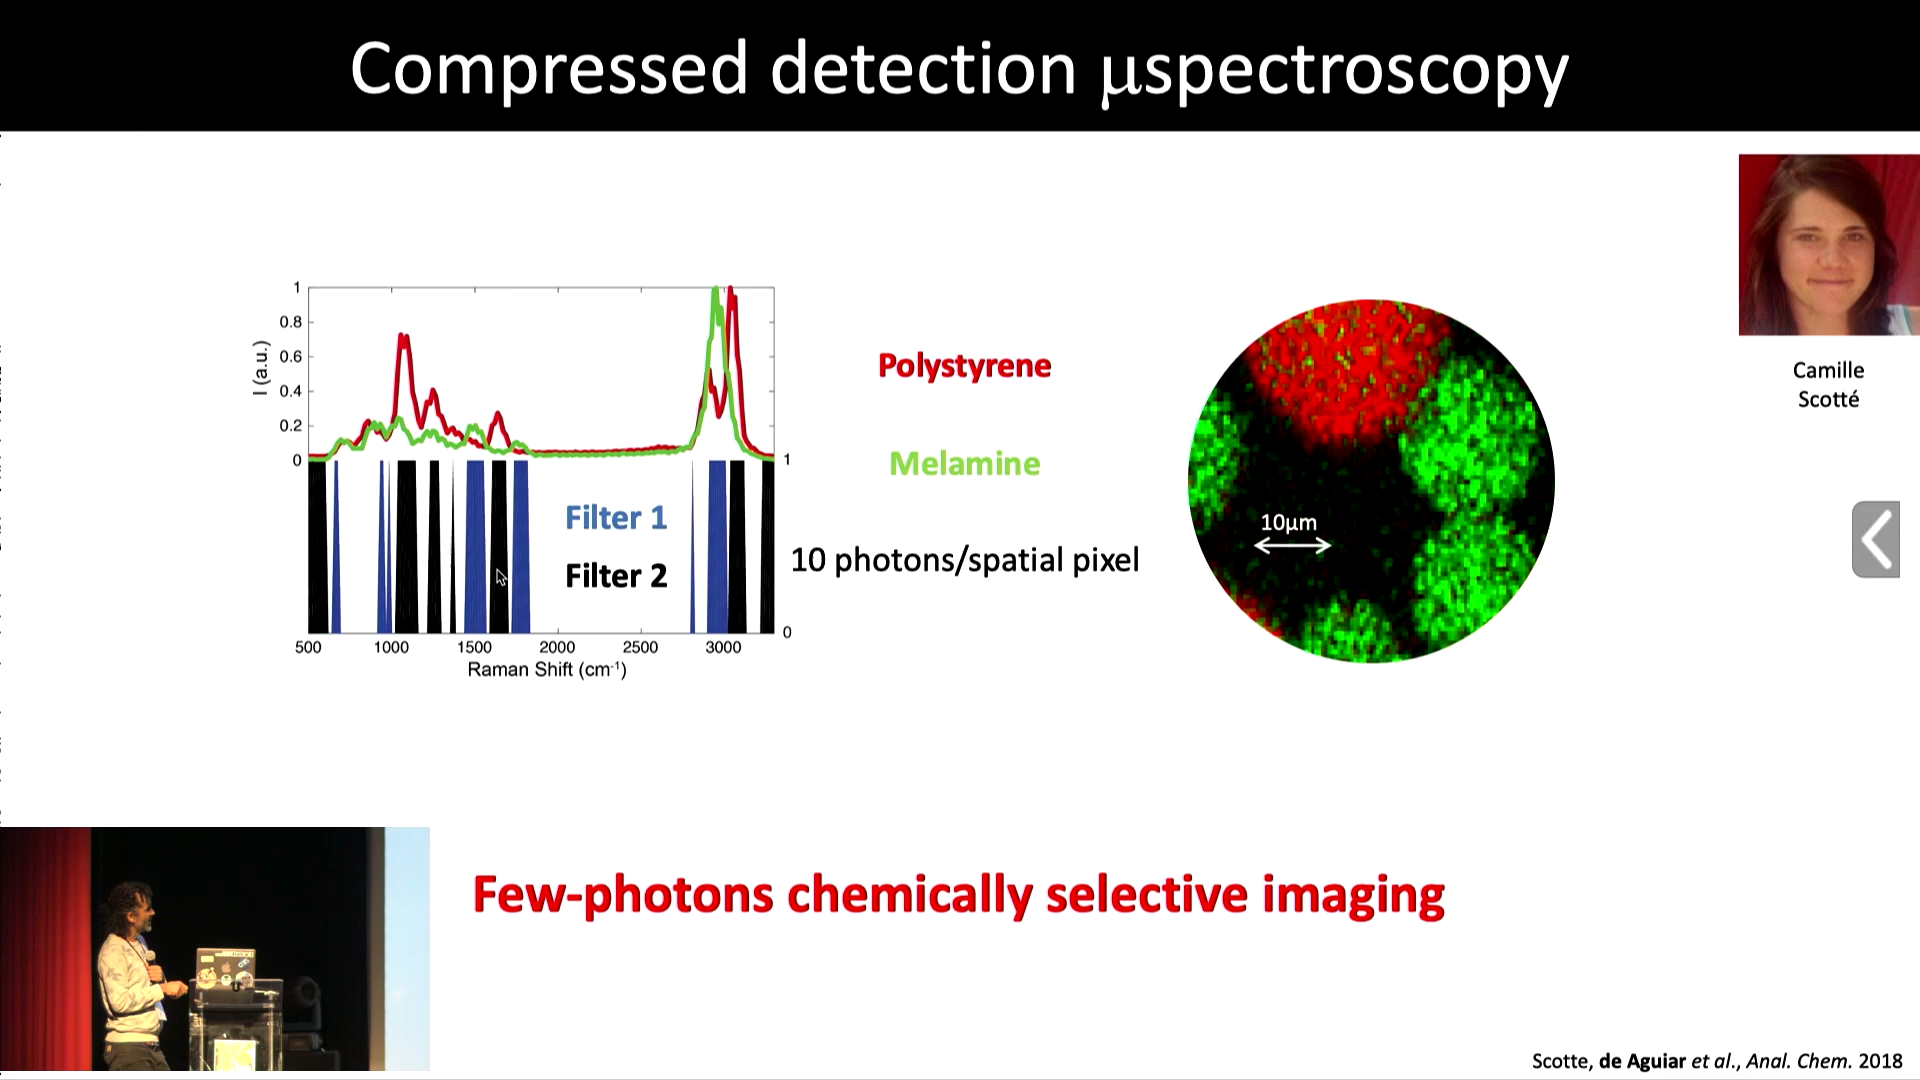 Compressed detection µspectroscopy
Camille
Scotté
1
0.8
0.6
0.4
0.2
0
I (a.u.)
1
0
Filter 1
Filter 2
500 1000 1500 2000 2500 3000
Raman Shift (cm⁻¹)
Polystyrene
Melamine
10 photons/spatial pixel
10µm
Few-photons chemically selective imaging
Scotte, de Aguiar et al., Anal. Chem. 2018